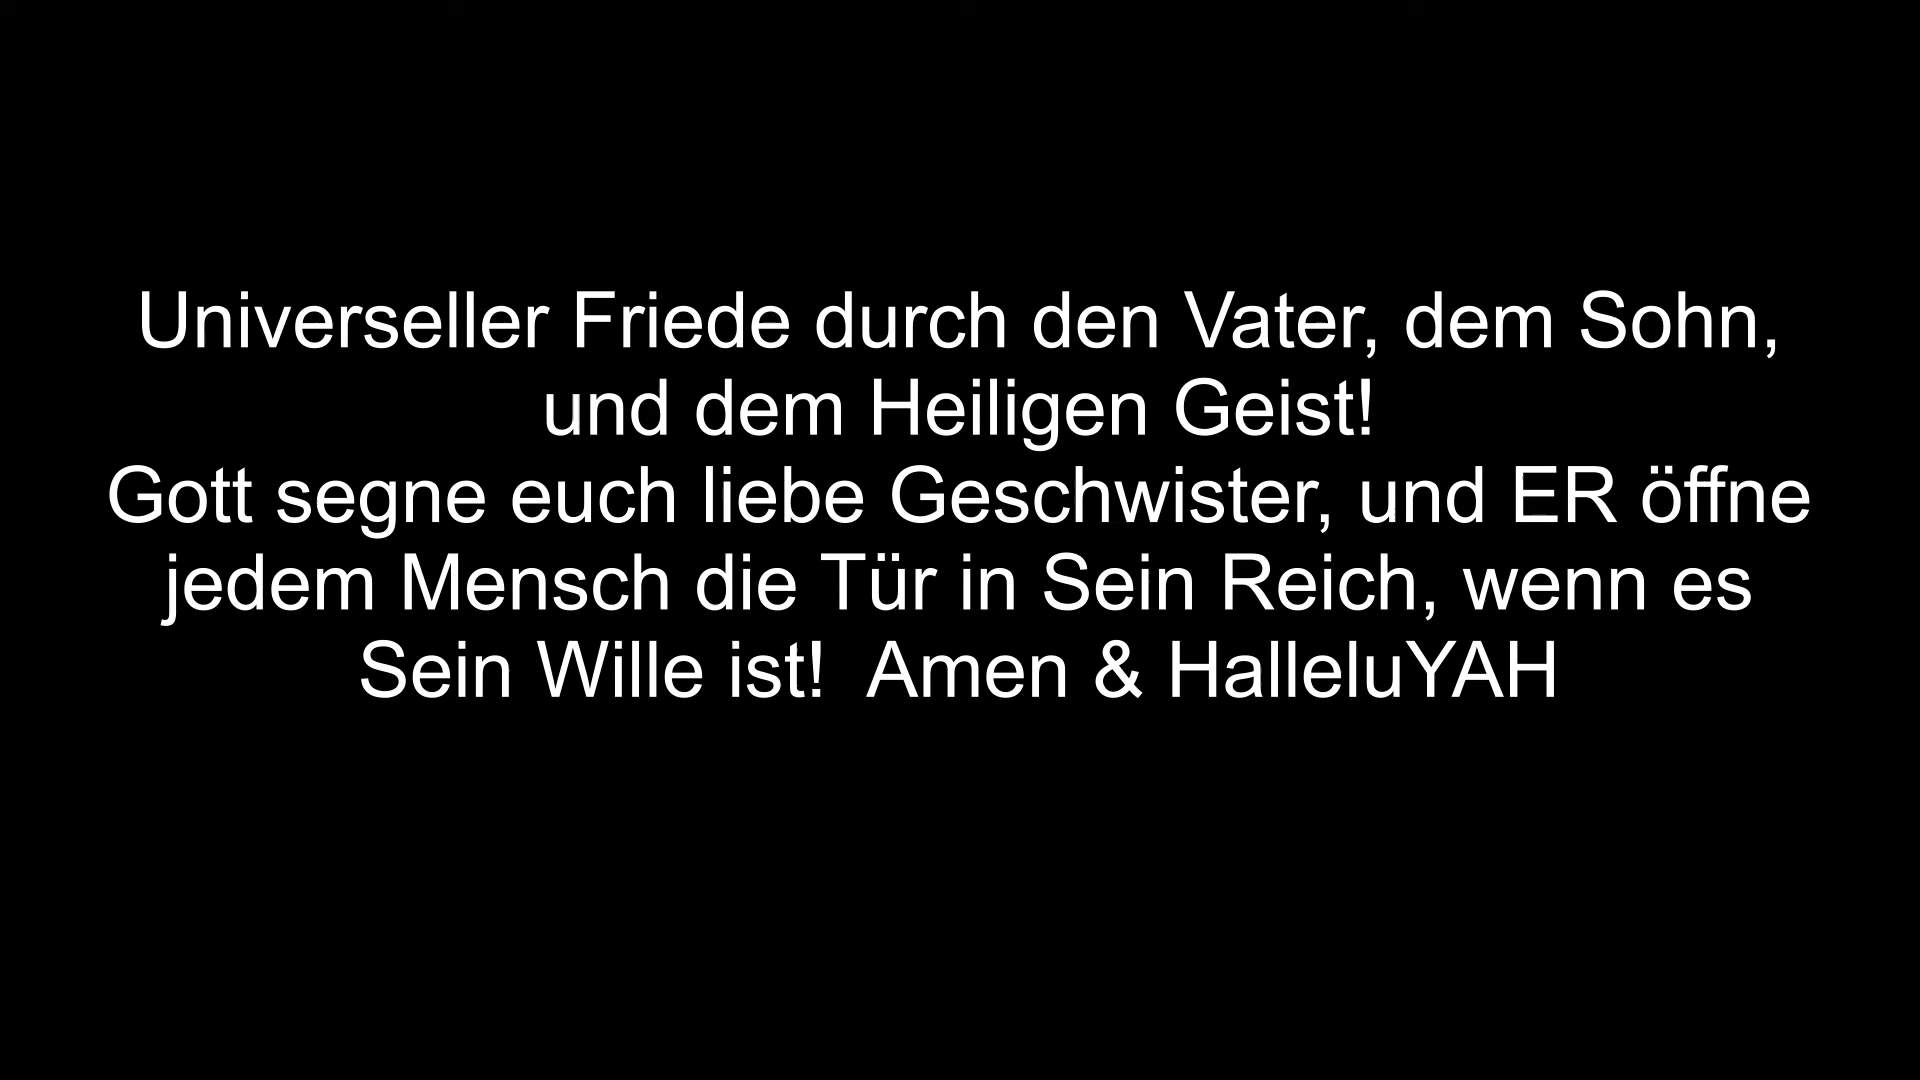 Universeller Friede durch den Vater, dem Sohn,
und dem Heiligen Geist!
Gott segne euch liebe Geschwister, und ER öffne
jedem Mensch die Tür in Sein Reich, wenn es
Sein Wille ist!  Amen & HalleluYAH